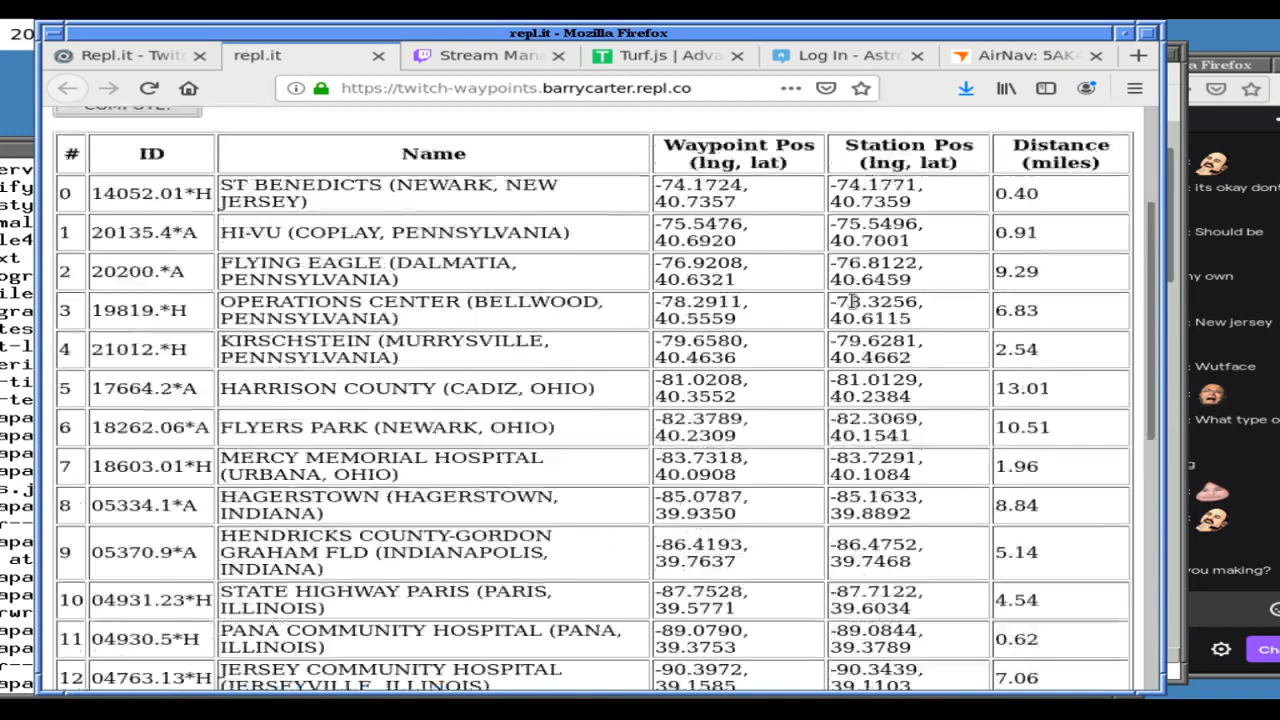 20
repl.it - Mozilla Firefox
Firefox
Repl.it - Twitc
repl.it
Stream Man
Turf.js | Adva
Log In - Astro
AirNav: 5AK
https://twitch-waypoints.barrycarter.repl.co
# ID Name Waypoint Pos (lng, lat) Station Pos (lng, lat) Distance (miles)
0 14052.01*H ST BENEDICTS (NEWARK, NEW JERSEY) -74.1724, 40.7357 -74.1771, 40.7359 0.40
1 20135.4*A HI-VU (COPLAY, PENNSYLVANIA) -75.5476, 40.6920 -75.5496, 40.7001 0.91
2 20200.*A FLYING EAGLE (DALMATIA, PENNSYLVANIA) -76.9208, 40.6321 -76.8122, 40.6459 9.29
3 19819.*H OPERATIONS CENTER (BELLWOOD, PENNSYLVANIA) -78.2911, 40.5559 -78.3256, 40.6115 6.83
4 21012.*H KIRSCHSTEIN (MURRYSVILLE, PENNSYLVANIA) -79.6580, 40.4636 -79.6281, 40.4662 2.54
5 17664.2*A HARRISON COUNTY (CADIZ, OHIO) -81.0208, 40.3552 -81.0129, 40.2384 13.01
6 18262.06*A FLYERS PARK (NEWARK, OHIO) -82.3789, 40.2309 -82.3069, 40.1541 10.51
7 18603.01*H MERCY MEMORIAL HOSPITAL (URBANA, OHIO) -83.7318, 40.0908 -83.7291, 40.1084 1.96
8 05334.1*A HAGERSTOWN (HAGERSTOWN, INDIANA) -85.0787, 39.9350 -85.1633, 39.8892 8.84
9 05370.9*A HENDRICKS COUNTY-GORDON GRAHAM FLD (INDIANAPOLIS, INDIANA) -86.4193, 39.7637 -86.4752, 39.7468 5.14
10 04931.23*H STATE HIGHWAY PARIS (PARIS, ILLINOIS) -87.7528, 39.5771 -87.7122, 39.6034 4.54
11 04930.5*H PANA COMMUNITY HOSPITAL (PANA, ILLINOIS) -89.0790, 39.3753 -89.0844, 39.3789 0.62
12 04763.13*H JERSEY COMMUNITY HOSPITAL (JERSEYVILLE, ILLINOIS) -90.3972, 39.1585 -90.3439, 39.1103 7.06
: its okay don
: Should be
ny own
: New jersey
: Wutface
: What type o
you making?
Cha